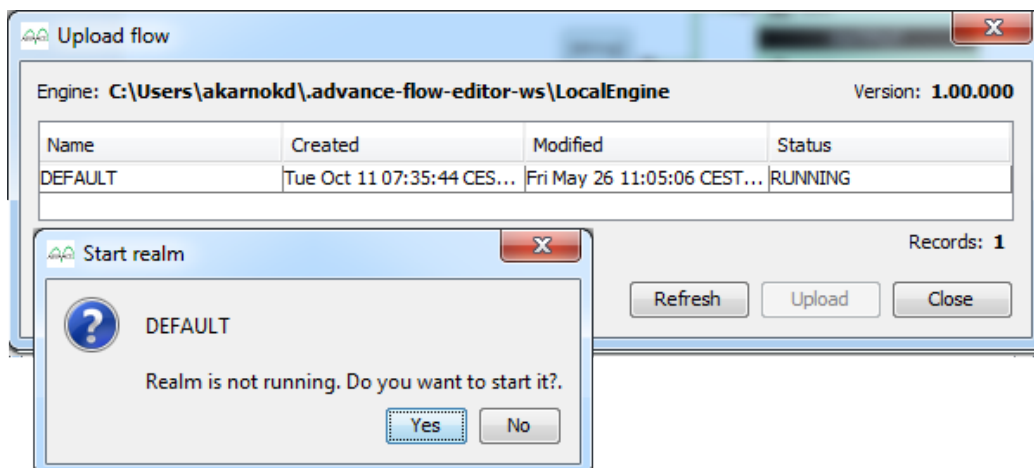 Upload flow
Engine: C:\Users\akarnokd\.advance-flow-editor-ws\LocalEngine Version: 1.00.000
Name Created Modified Status
DEFAULT Tue Oct 11 07:35:44 CES... Fri May 26 11:05:06 CEST... RUNNING
Records: 1
Refresh Upload Close
Start realm
DEFAULT
Realm is not running. Do you want to start it?.
Yes No